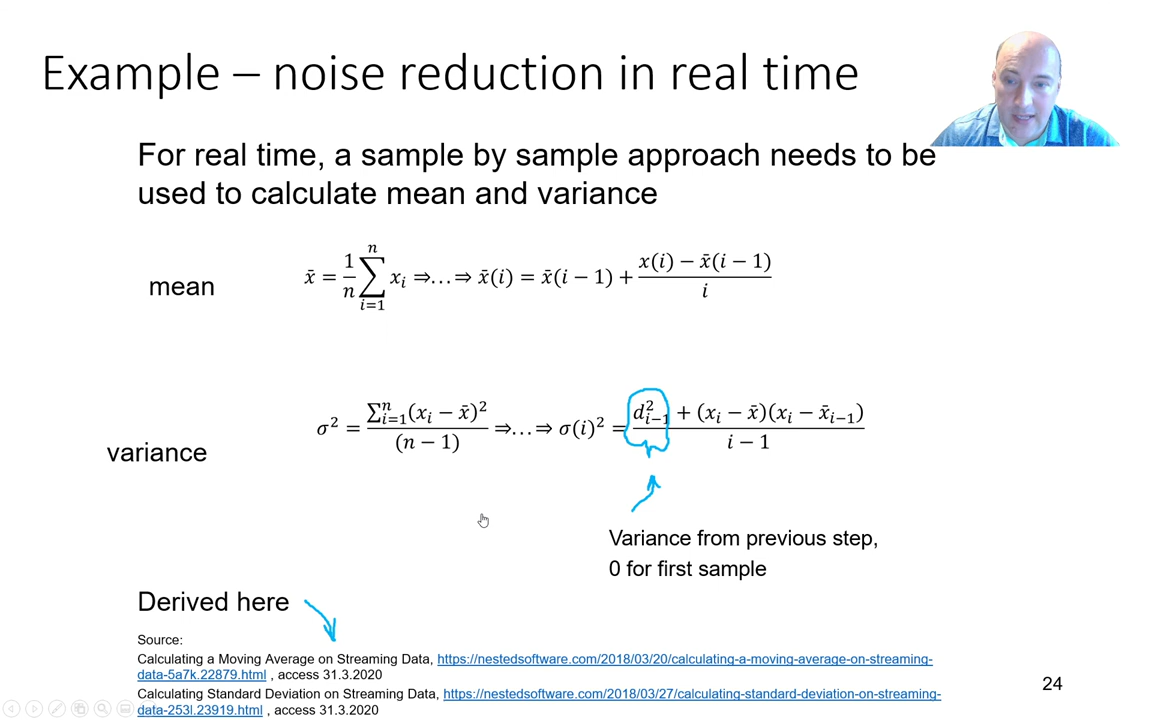 Example – noise reduction in real time
For real time, a sample by sample approach needs to be
used to calculate mean and variance
mean
x̄ = 1/n ∑_{i=1}^{n} x_i ⇒…⇒ x̄(i) = x̄(i − 1) + (x(i) − x̄(i − 1))/i
variance
σ² = ∑_{i=1}^{n}(x_i − x̄)²/(n − 1) ⇒…⇒ σ(i)² = (d²_{i−1} + (x_i − x̄)(x_i − x̄_{i−1}))/(i − 1)
Variance from previous step,
0 for first sample
Derived here
Source:
Calculating a Moving Average on Streaming Data, https://nestedsoftware.com/2018/03/20/calculating-a-moving-average-on-streaming-
data-5a7k.22879.html , access 31.3.2020
Calculating Standard Deviation on Streaming Data, https://nestedsoftware.com/2018/03/27/calculating-standard-deviation-on-streaming-
data-253l.23919.html , access 31.3.2020
24